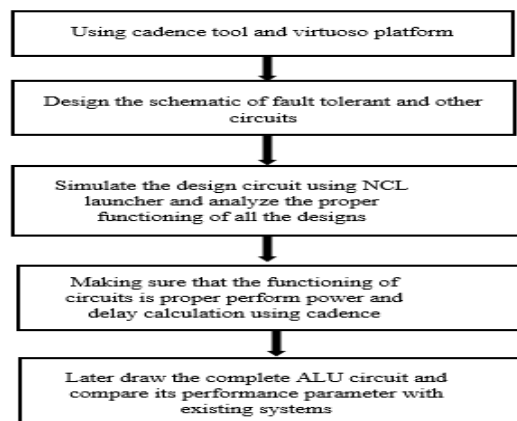 Using cadence tool and virtuoso platform
Design the schematic of fault tolerant and other
circuits
Simulate the design circuit using NCL
launcher and analyze the proper
functioning of all the designs
Making sure that the functioning of
circuits is proper perform power and
delay calculation using cadence
Later draw the complete ALU circuit and
compare its performance parameter with
existing systems